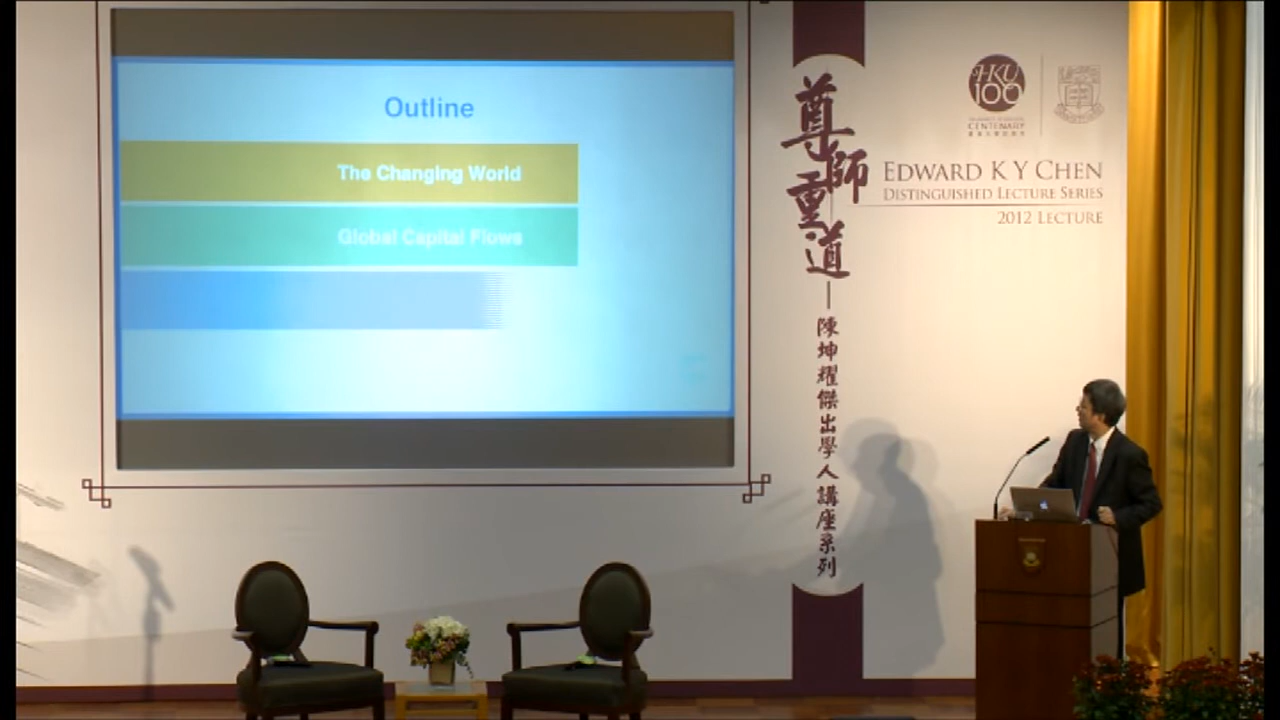 Outline
The Changing World
Global Capital Flows
尊師重道
陳坤耀傑出學人講座系列
HKU
100
CENTENARY
EDWARD K Y CHEN
DISTINGUISHED LECTURE SERIES
2012 LECTURE